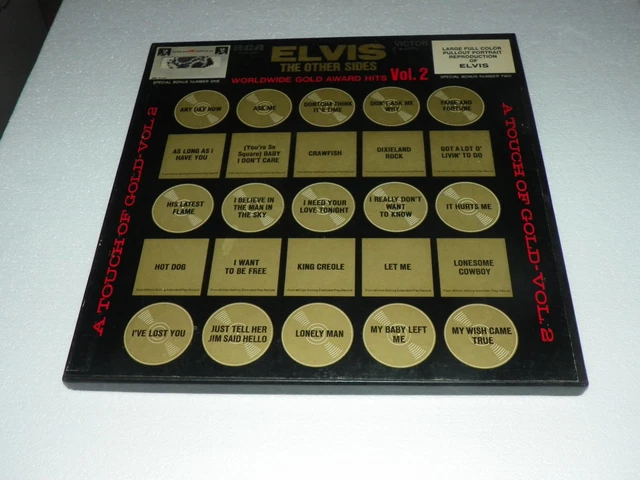 RCA
ELVIS
VICTOR
THE OTHER SIDES
WORLDWIDE GOLD AWARD HITS Vol. 2
SPECIAL BONUS NUMBER ONE
LARGE FULL COLOR
PULLOUT PORTRAIT
REPRODUCTION
OF
ELVIS
SPECIAL BONUS NUMBER TWO
A TOUCH OF GOLD-VOL. 2
ANY DAY NOW
ASK ME
DON'TCHA THINK
IT'S TIME
DON'T ASK ME
WHY
FAME AND
FORTUNE
AS LONG AS I
HAVE YOU
(You're So
Square) BABY
I DON'T CARE
CRAWFISH
DIXIELAND
ROCK
GOT A LOT O'
LIVIN' TO DO
HIS LATEST
FLAME
I BELIEVE IN
THE MAN IN
THE SKY
I NEED YOUR
LOVE TONIGHT
I REALLY DON'T
WANT
TO KNOW
IT HURTS ME
HOT DOG
I WANT
TO BE FREE
KING CREOLE
LET ME
LONESOME
COWBOY
I'VE LOST YOU
JUST TELL HER
JIM SAID HELLO
LONELY MAN
MY BABY LEFT
ME
MY WISH CAME
TRUE
A TOUCH OF GOLD-VOL. 2